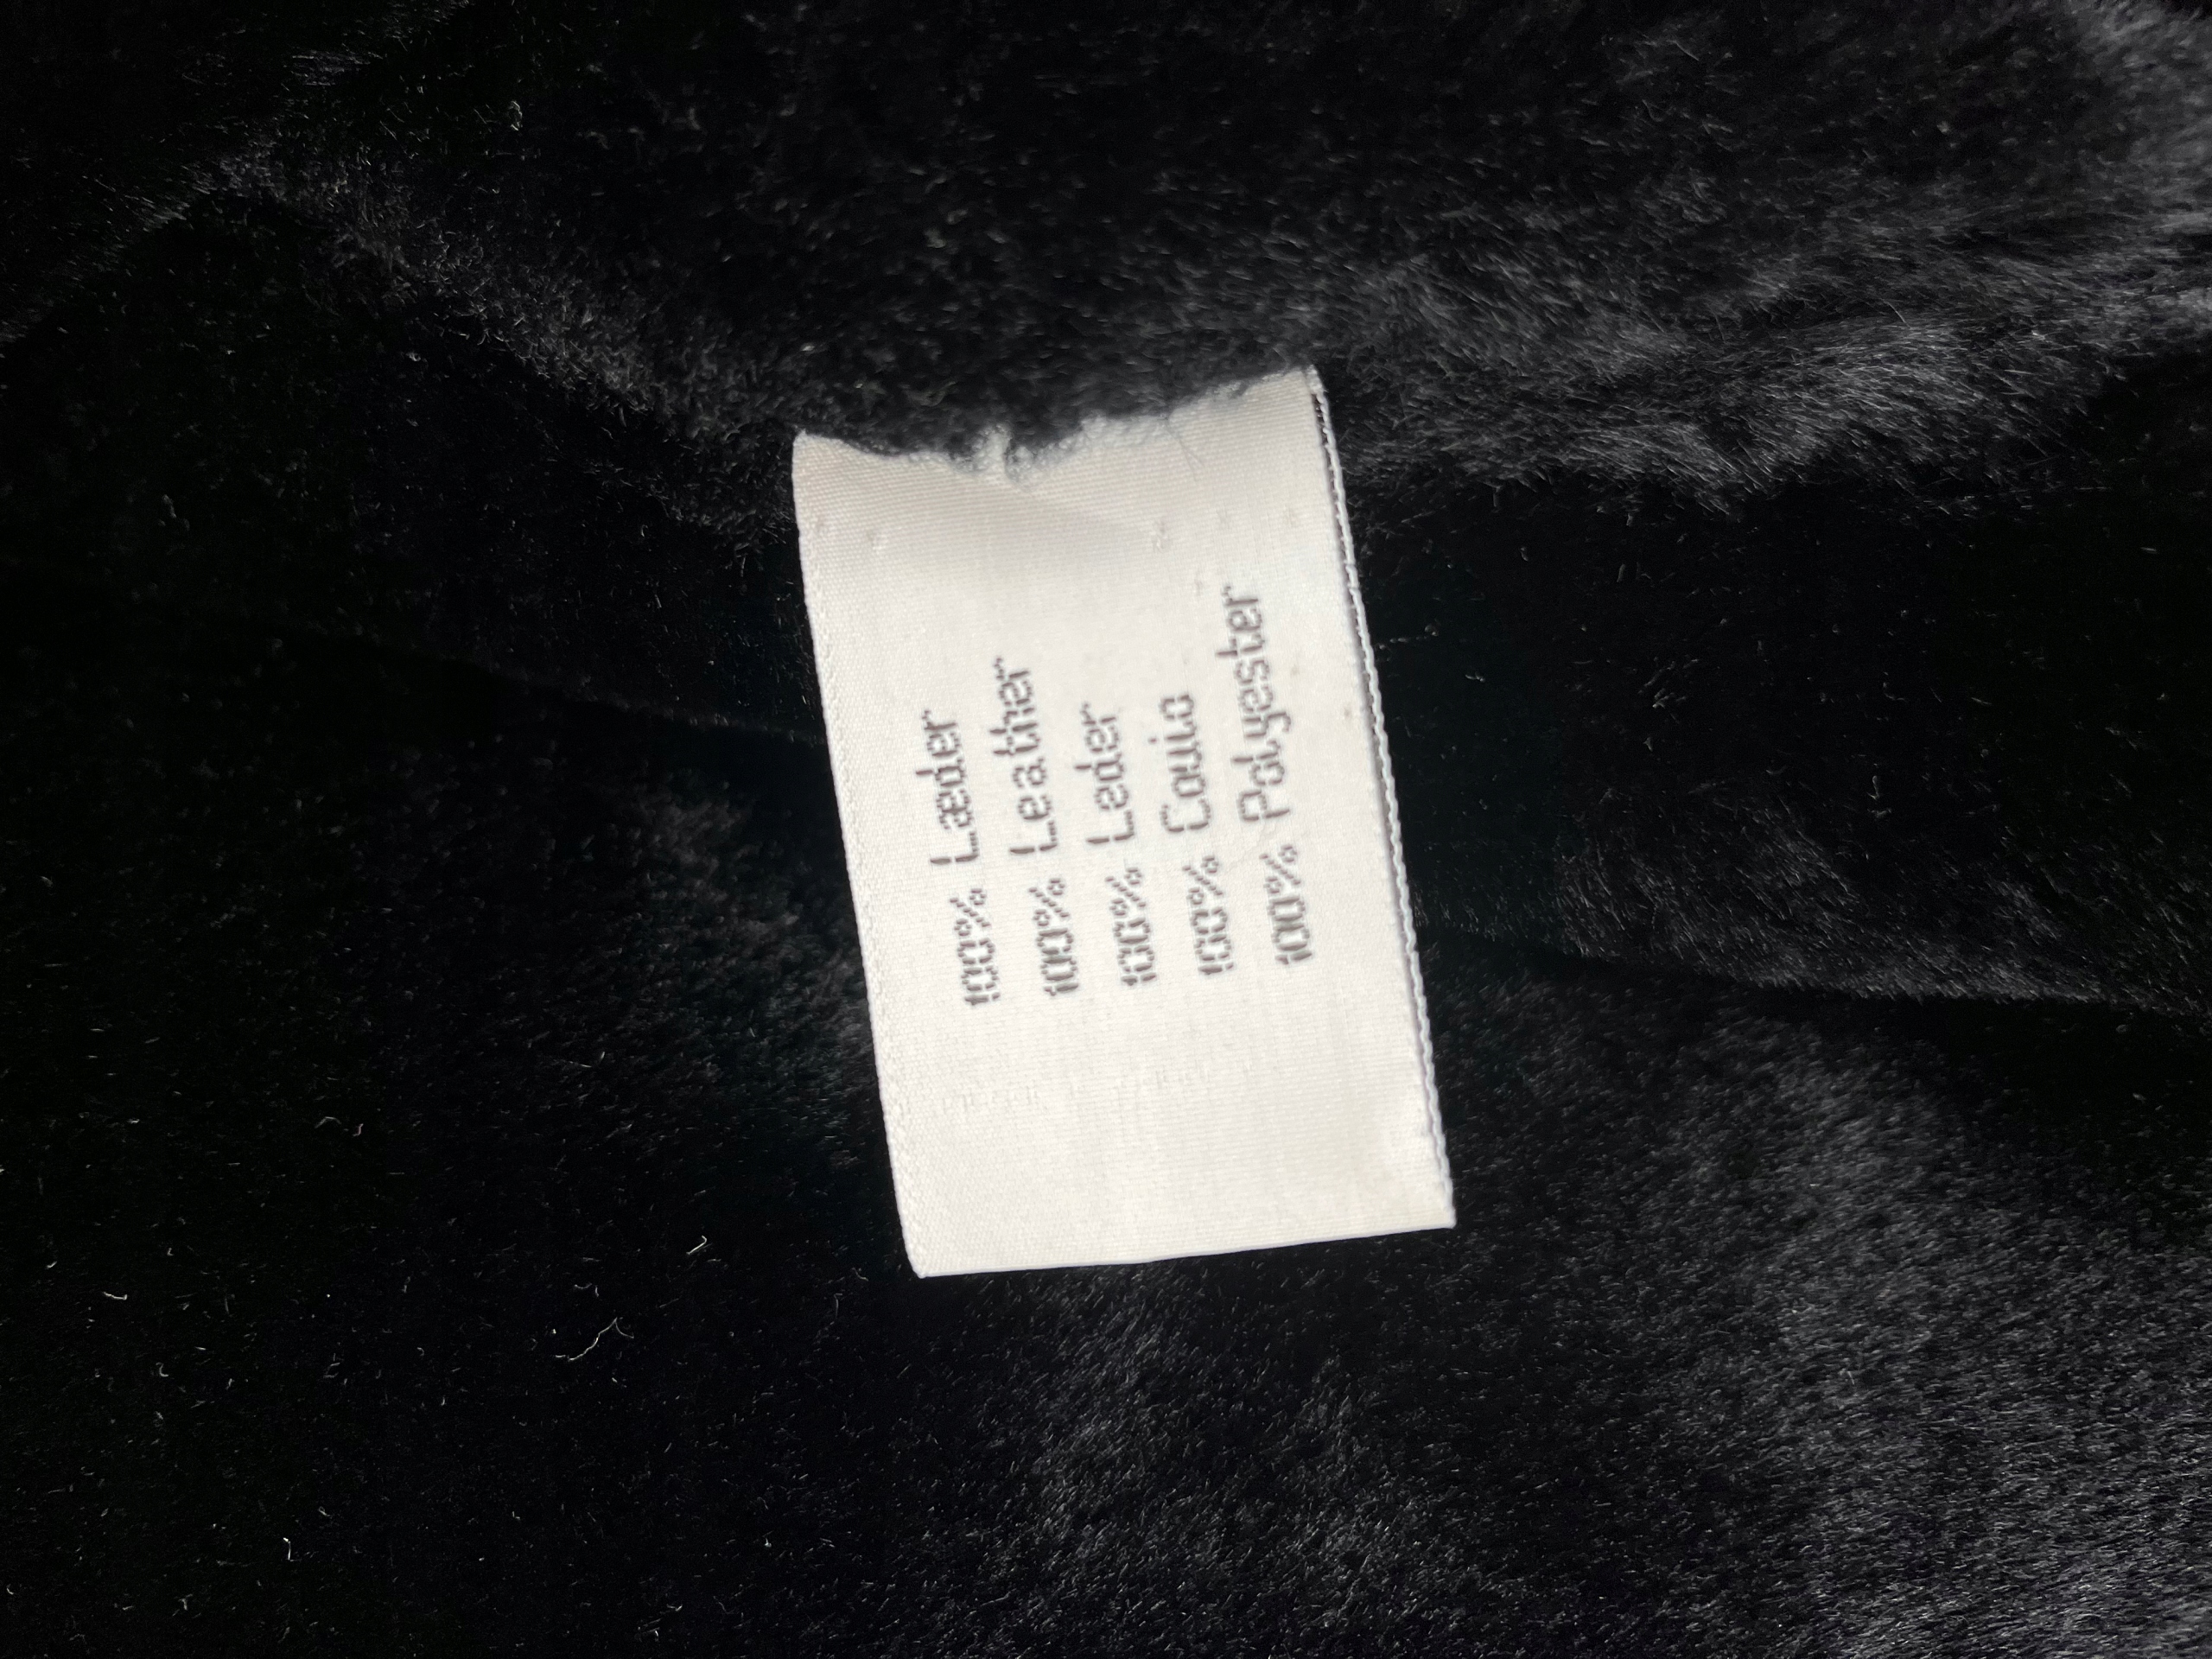 100% Læder
100% Leather
100% Leder
100% Couio
100% Polyester